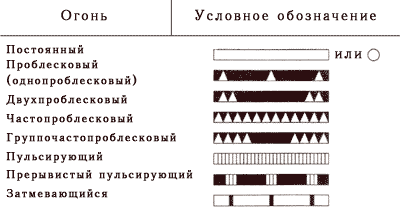 Огонь Условное обозначение
Постоянный или
Проблесковый
(однопроблесковый)
Двухпроблесковый
Частопроблесковый
Группочастопроблесковый
Пульсирующий
Прерывистый пульсирующий
Затмевающийся